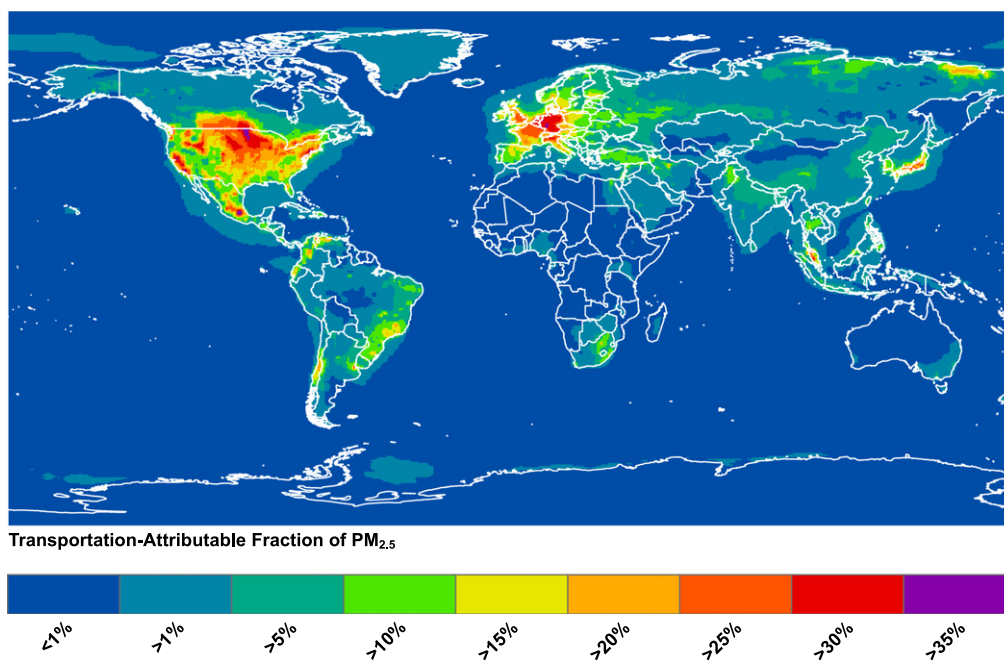 Transportation-Attributable Fraction of PM2.5
<1% >1% >5% >10% >15% >20% >25% >30% >35%